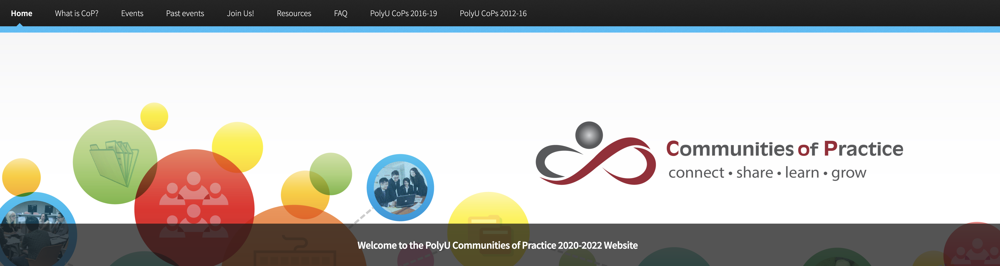 Home What is CoP? Events Past events Join Us! Resources FAQ PolyU CoPs 2016-19 PolyU CoPs 2012-16
Communities of Practice
connect • share • learn • grow
Welcome to the PolyU Communities of Practice 2020-2022 Website